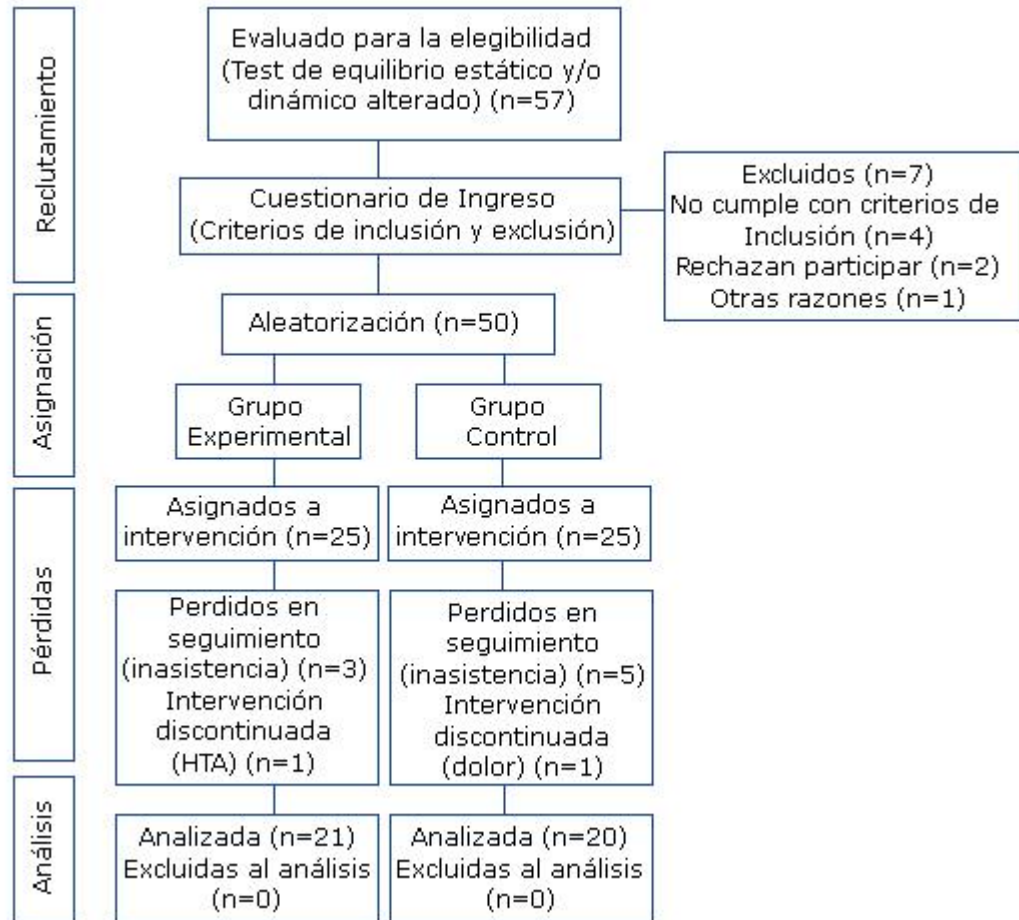 Reclutamiento
Evaluado para la elegibilidad
(Test de equilibrio estático y/o
dinámico alterado) (n=57)
Cuestionario de Ingreso
(Criterios de inclusión y exclusión)
Excluidos (n=7)
No cumple con criterios de
Inclusión (n=4)
Rechazan participar (n=2)
Otras razones (n=1)
Asignación
Aleatorización (n=50)
Grupo
Experimental
Grupo
Control
Pérdidas
Asignados a
intervención (n=25)
Asignados a
intervención (n=25)
Perdidos en
seguimiento
(inasistencia) (n=3)
Intervención
discontinuada
(HTA) (n=1)
Perdidos en
seguimiento
(inasistencia) (n=5)
Intervención
discontinuada
(dolor) (n=1)
Análisis
Analizada (n=21)
Excluidas al análisis
(n=0)
Analizada (n=20)
Excluidas al análisis
(n=0)